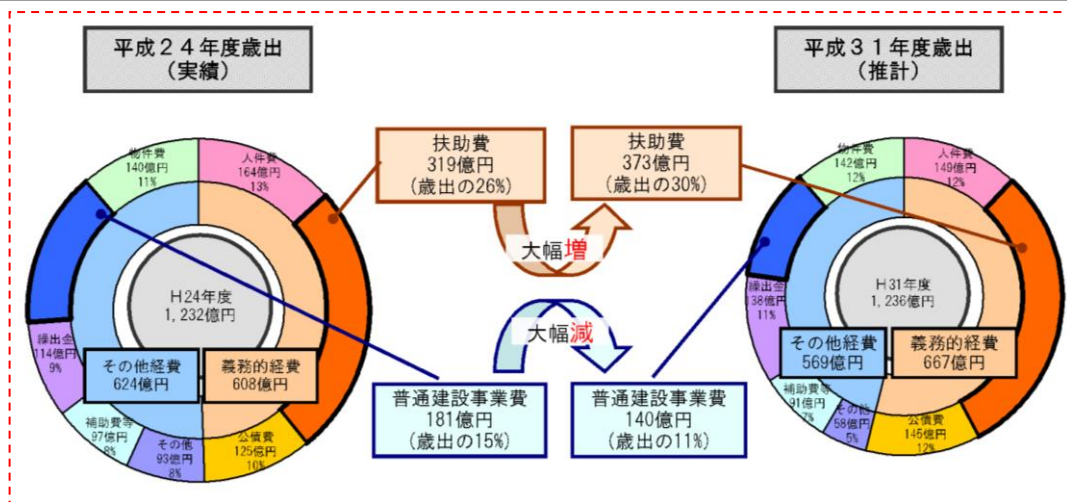 平成２４年度歳出
（実績）
物件費
140億円
11%
人件費
164億円
13%
H24年度
1,232億円
繰出金
114億円
9%
その他経費
624億円
義務的経費
608億円
補助費等
97億円
8%
その他
93億円
8%
公債費
125億円
10%
扶助費
319億円
(歳出の26%)
扶助費
373億円
(歳出の30%)
大幅増
大幅減
普通建設事業費
181億円
(歳出の15%)
普通建設事業費
140億円
(歳出の11%)
平成３１年度歳出
（推計）
物件費
142億円
12%
人件費
149億円
12%
H31年度
1,236億円
繰出金
138億円
11%
その他経費
569億円
義務的経費
667億円
補助費等
91億円
7%
その他
58億円
5%
公債費
145億円
12%